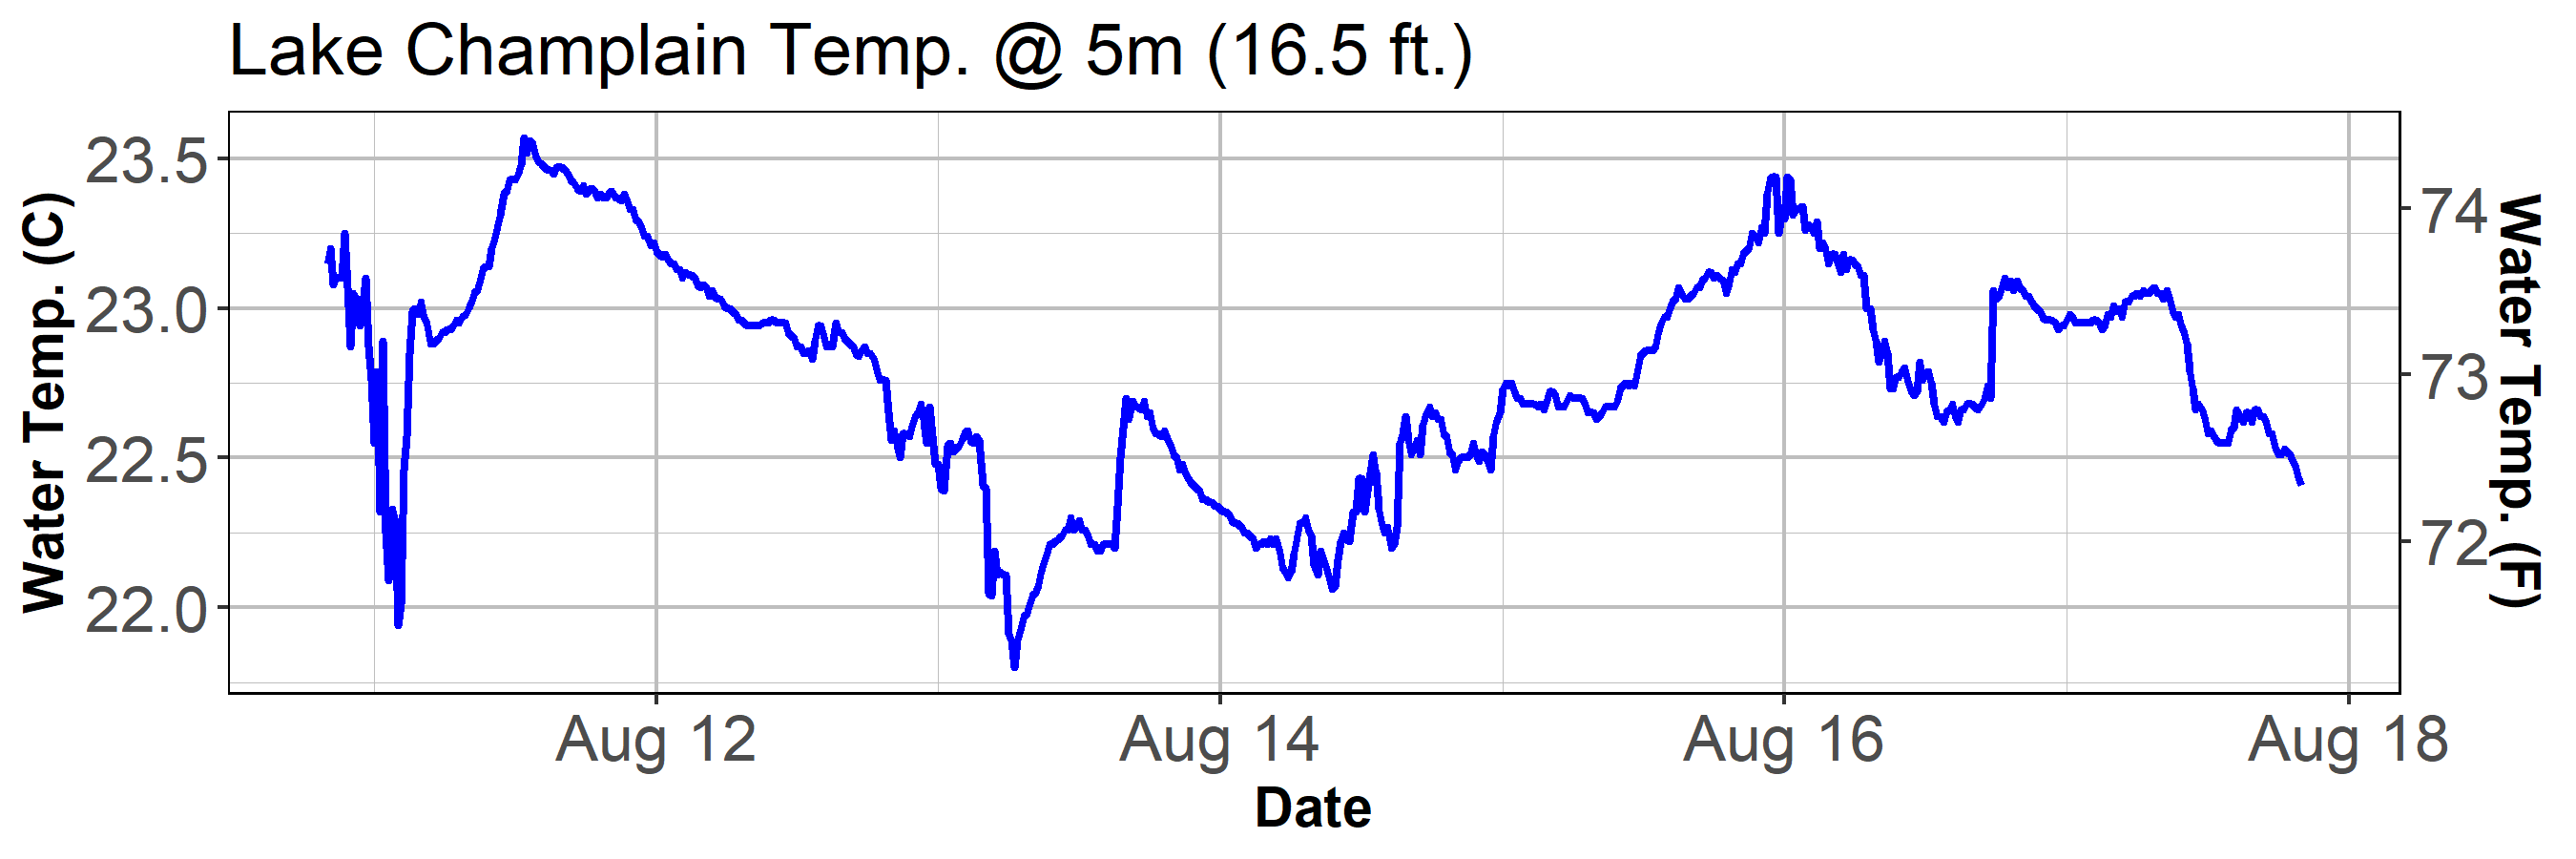 Lake Champlain Temp. @ 5m (16.5 ft.)
Water Temp. (C)
23.5
23.0
22.5
22.0
74
73
72
Water Temp. (F)
Aug 12
Aug 14
Aug 16
Aug 18
Date